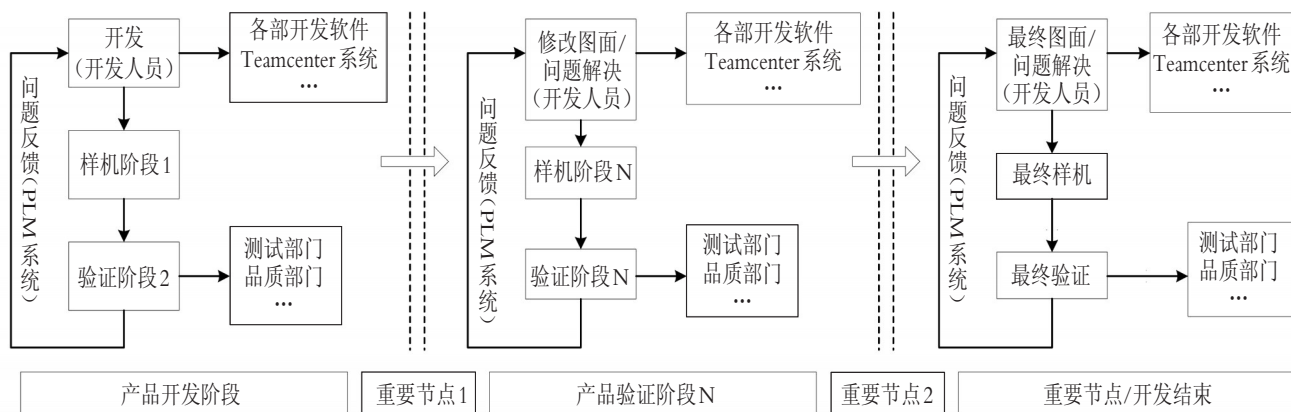 开发
（开发人员）
各部开发软件
Teamcenter系统
…
样机阶段1
验证阶段2
测试部门
品质部门
…
问题反馈(PLM系统)
修改图面/
问题解决
（开发人员）
各部开发软件
Teamcenter系统
…
样机阶段N
验证阶段N
测试部门
品质部门
…
问题反馈(PLM系统)
最终图面/
问题解决
（开发人员）
各部开发软件
Teamcenter系统
…
最终样机
最终验证
测试部门
品质部门
…
问题反馈(PLM系统)
产品开发阶段
重要节点1
产品验证阶段N
重要节点2
重要节点/开发结束